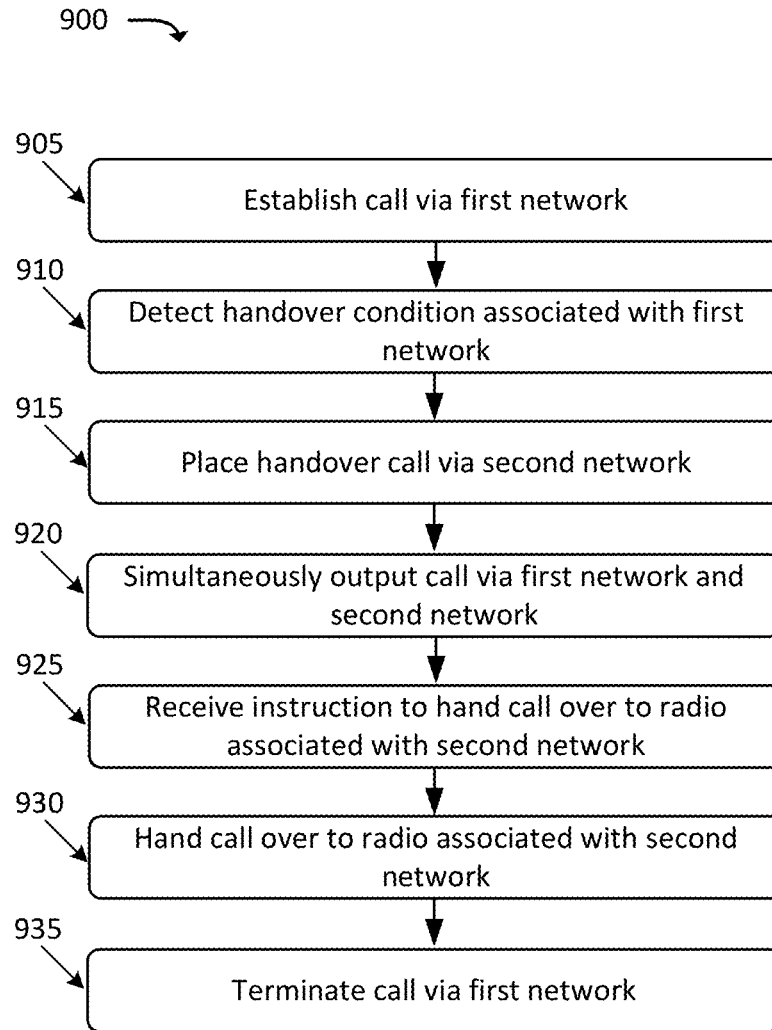 900
905
Establish call via first network
910
Detect handover condition associated with first
network
915
Place handover call via second network
920
Simultaneously output call via first network and
second network
925
Receive instruction to hand call over to radio
associated with second network
930
Hand call over to radio associated with second
network
935
Terminate call via first network